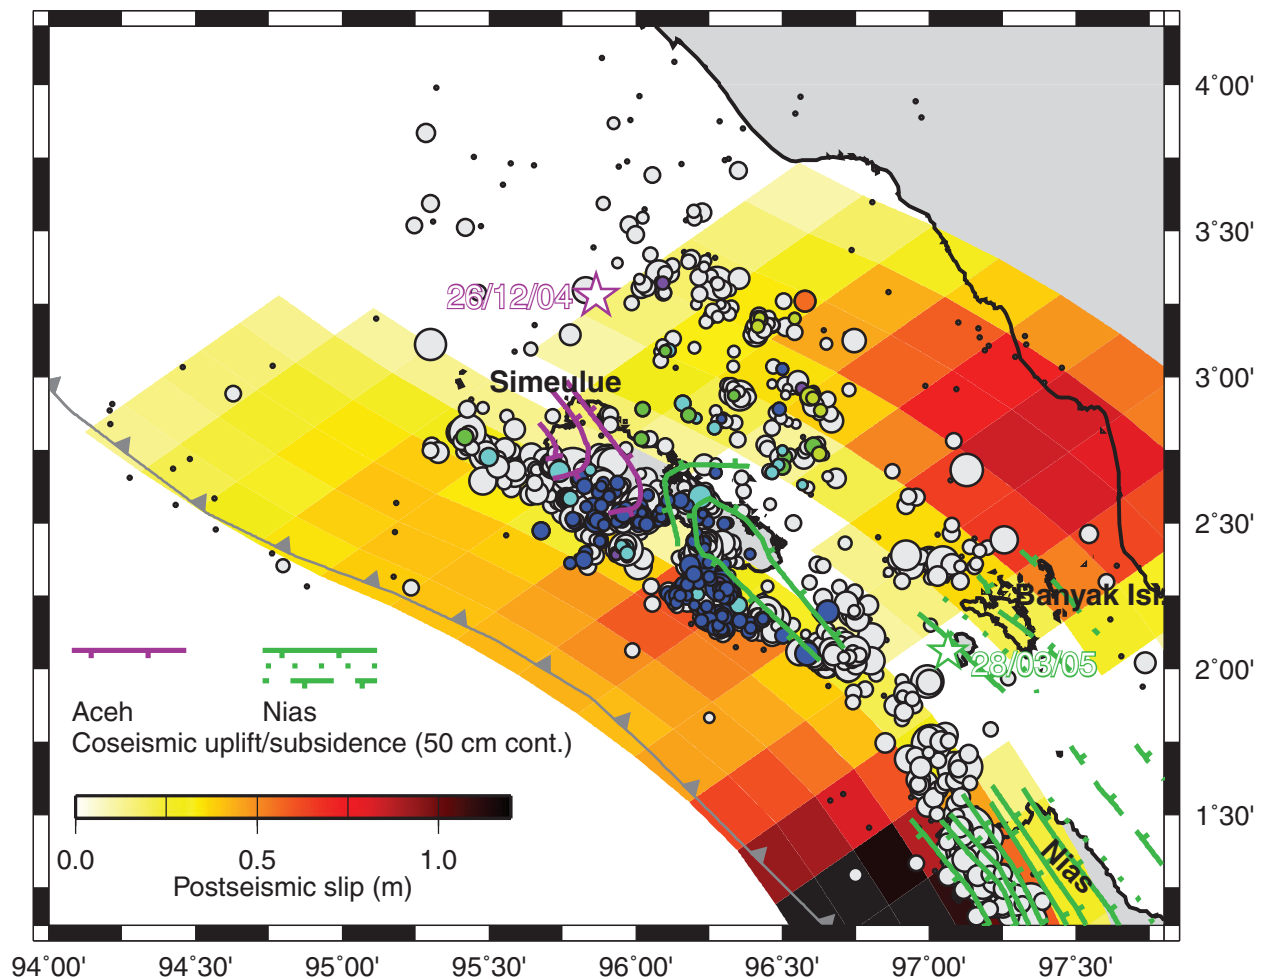 4°00'
3°30'
26/12/04
3°00'
Simeulue
2°30'
Banyak Isl.
28/03/05
2°00'
Aceh
Nias
Coseismic uplift/subsidence (50 cm cont.)
1°30'
Nias
0.0
0.5
1.0
Postseismic slip (m)
94°00'
94°30'
95°00'
95°30'
96°00'
96°30'
97°00'
97°30'